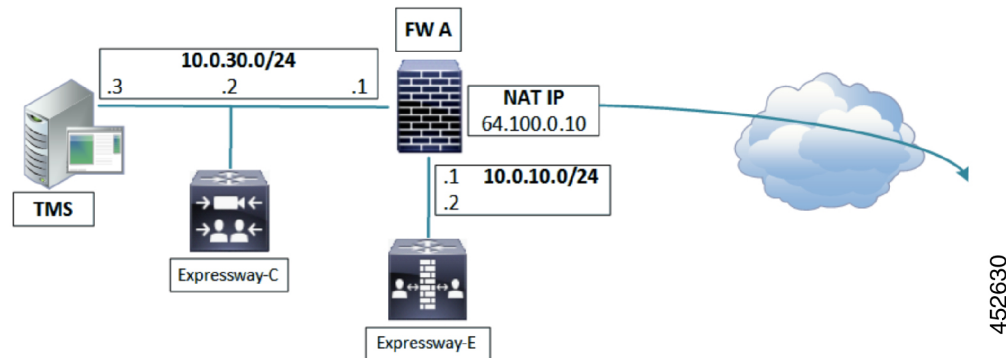 FW A
10.0.30.0/24
.3 .2 .1
NAT IP
64.100.0.10
TMS
Expressway-C
.1 10.0.10.0/24
.2
Expressway-E
452630